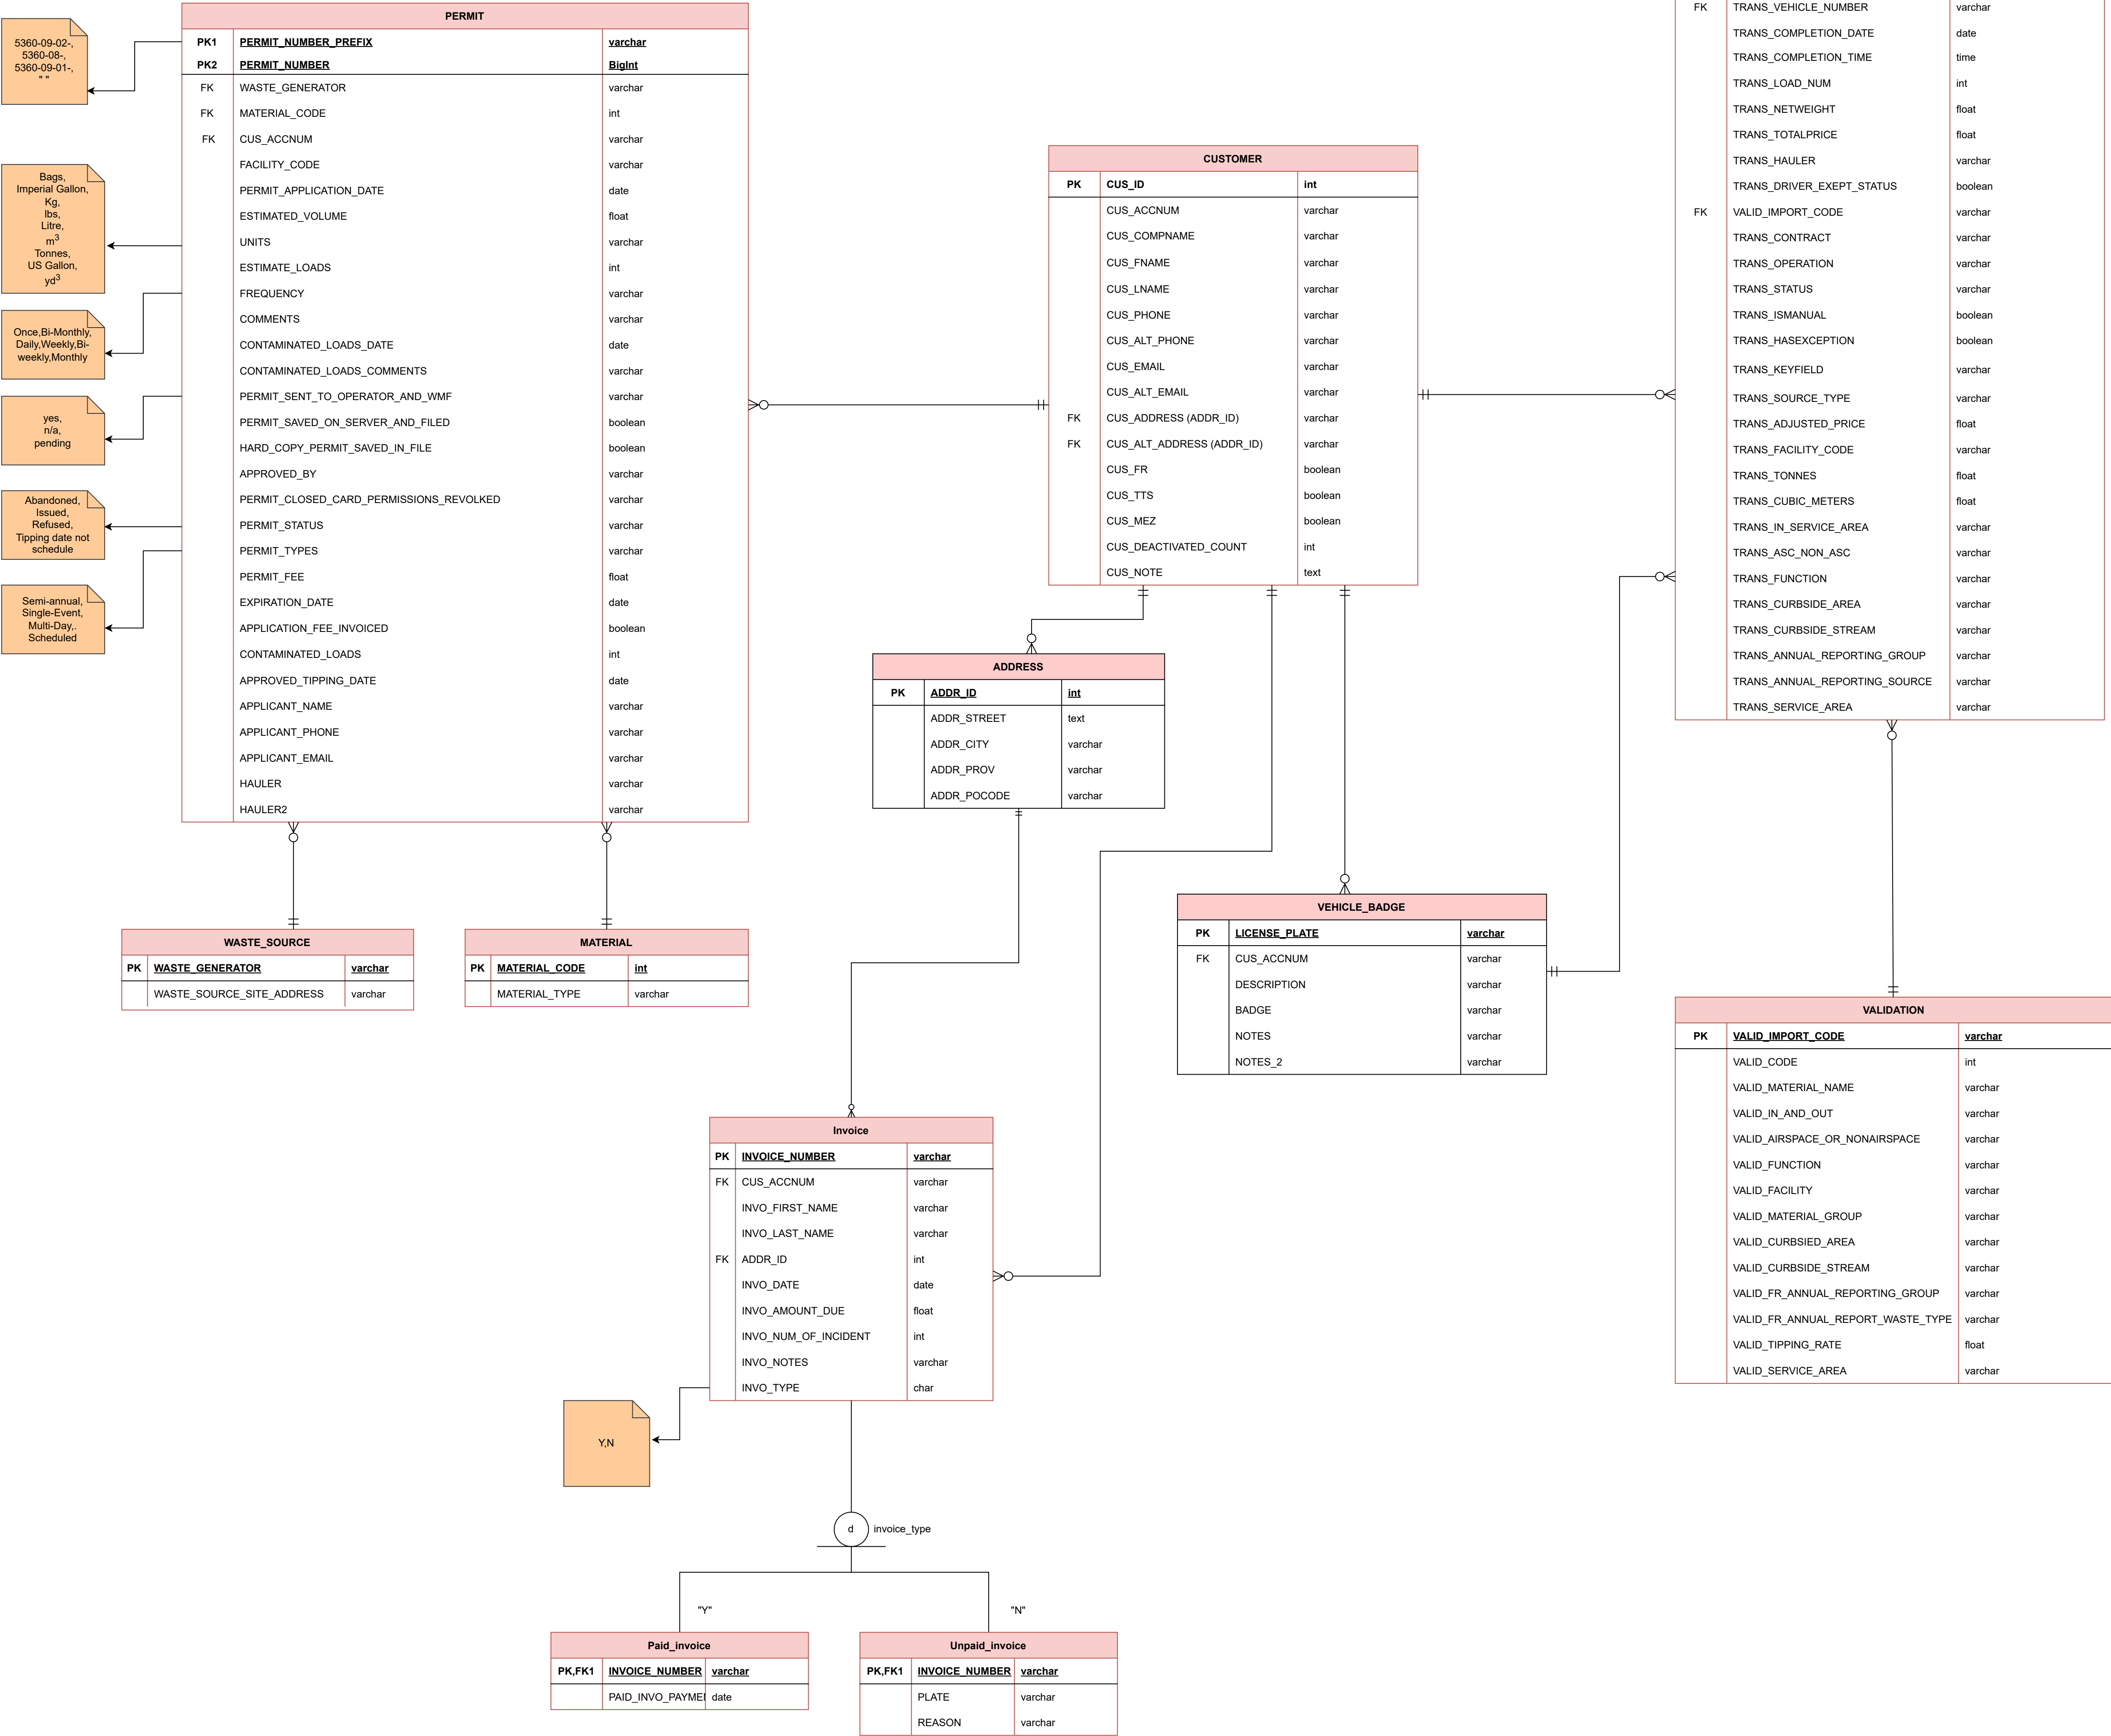 PERMIT
PK1 PERMIT_NUMBER_PREFIX varchar
PK2 PERMIT_NUMBER BigInt
FK WASTE_GENERATOR varchar
FK MATERIAL_CODE int
FK CUS_ACCNUM varchar
FACILITY_CODE varchar
PERMIT_APPLICATION_DATE date
ESTIMATED_VOLUME float
UNITS varchar
ESTIMATE_LOADS int
FREQUENCY varchar
COMMENTS varchar
CONTAMINATED_LOADS_DATE date
CONTAMINATED_LOADS_COMMENTS varchar
PERMIT_SENT_TO_OPERATOR_AND_WMF varchar
PERMIT_SAVED_ON_SERVER_AND_FILED boolean
HARD_COPY_PERMIT_SAVED_IN_FILE boolean
APPROVED_BY varchar
PERMIT_CLOSED_CARD_PERMISSIONS_REVOLKED varchar
PERMIT_STATUS varchar
PERMIT_TYPES varchar
PERMIT_FEE float
EXPIRATION_DATE date
APPLICATION_FEE_INVOICED boolean
CONTAMINATED_LOADS int
APPROVED_TIPPING_DATE date
APPLICANT_NAME varchar
APPLICANT_PHONE varchar
APPLICANT_EMAIL varchar
HAULER varchar
HAULER2 varchar
5360-09-02-,
5360-08-,
5360-09-01-,
" "
Bags,
Imperial Gallon,
Kg,
lbs,
Litre,
m3
Tonnes,
US Gallon,
yd3
Once,Bi-Monthly,
Daily,Weekly,Bi-
weekly,Monthly
yes,
n/a,
pending
Abandoned,
Issued,
Refused,
Tipping date not
schedule
Semi-annual,
Single-Event,
Multi-Day,.
Scheduled
CUSTOMER
PK CUS_ID int
CUS_ACCNUM varchar
CUS_COMPNAME varchar
CUS_FNAME varchar
CUS_LNAME varchar
CUS_PHONE varchar
CUS_ALT_PHONE varchar
CUS_EMAIL varchar
CUS_ALT_EMAIL varchar
FK CUS_ADDRESS (ADDR_ID) varchar
FK CUS_ALT_ADDRESS (ADDR_ID) varchar
CUS_FR boolean
CUS_TTS boolean
CUS_MEZ boolean
CUS_DEACTIVATED_COUNT int
CUS_NOTE text
FK TRANS_VEHICLE_NUMBER varchar
TRANS_COMPLETION_DATE date
TRANS_COMPLETION_TIME time
TRANS_LOAD_NUM int
TRANS_NETWEIGHT float
TRANS_TOTALPRICE float
TRANS_HAULER varchar
TRANS_DRIVER_EXEPT_STATUS boolean
FK VALID_IMPORT_CODE varchar
TRANS_CONTRACT varchar
TRANS_OPERATION varchar
TRANS_STATUS varchar
TRANS_ISMANUAL boolean
TRANS_HASEXCEPTION boolean
TRANS_KEYFIELD varchar
TRANS_SOURCE_TYPE varchar
TRANS_ADJUSTED_PRICE float
TRANS_FACILITY_CODE varchar
TRANS_TONNES float
TRANS_CUBIC_METERS float
TRANS_IN_SERVICE_AREA varchar
TRANS_ASC_NON_ASC varchar
TRANS_FUNCTION varchar
TRANS_CURBSIDE_AREA varchar
TRANS_CURBSIDE_STREAM varchar
TRANS_ANNUAL_REPORTING_GROUP varchar
TRANS_ANNUAL_REPORTING_SOURCE varchar
TRANS_SERVICE_AREA varchar
ADDRESS
PK ADDR_ID int
ADDR_STREET text
ADDR_CITY varchar
ADDR_PROV varchar
ADDR_POCODE varchar
WASTE_SOURCE
PK WASTE_GENERATOR varchar
WASTE_SOURCE_SITE_ADDRESS varchar
MATERIAL
PK MATERIAL_CODE int
MATERIAL_TYPE varchar
VEHICLE_BADGE
PK LICENSE_PLATE varchar
FK CUS_ACCNUM varchar
DESCRIPTION varchar
BADGE varchar
NOTES varchar
NOTES_2 varchar
VALIDATION
PK VALID_IMPORT_CODE varchar
VALID_CODE int
VALID_MATERIAL_NAME varchar
VALID_IN_AND_OUT varchar
VALID_AIRSPACE_OR_NONAIRSPACE varchar
VALID_FUNCTION varchar
VALID_FACILITY varchar
VALID_MATERIAL_GROUP varchar
VALID_CURBSIED_AREA varchar
VALID_CURBSIDE_STREAM varchar
VALID_FR_ANNUAL_REPORTING_GROUP varchar
VALID_FR_ANNUAL_REPORT_WASTE_TYPE varchar
VALID_TIPPING_RATE float
VALID_SERVICE_AREA varchar
Invoice
PK INVOICE_NUMBER varchar
FK CUS_ACCNUM varchar
INVO_FIRST_NAME varchar
INVO_LAST_NAME varchar
FK ADDR_ID int
INVO_DATE date
INVO_AMOUNT_DUE float
INVO_NUM_OF_INCIDENT int
INVO_NOTES varchar
INVO_TYPE char
Y,N
d invoice_type
"Y" "N"
Paid_invoice
PK,FK1 INVOICE_NUMBER varchar
PAID_INVO_PAYME date
Unpaid_invoice
PK,FK1 INVOICE_NUMBER varchar
PLATE varchar
REASON varchar